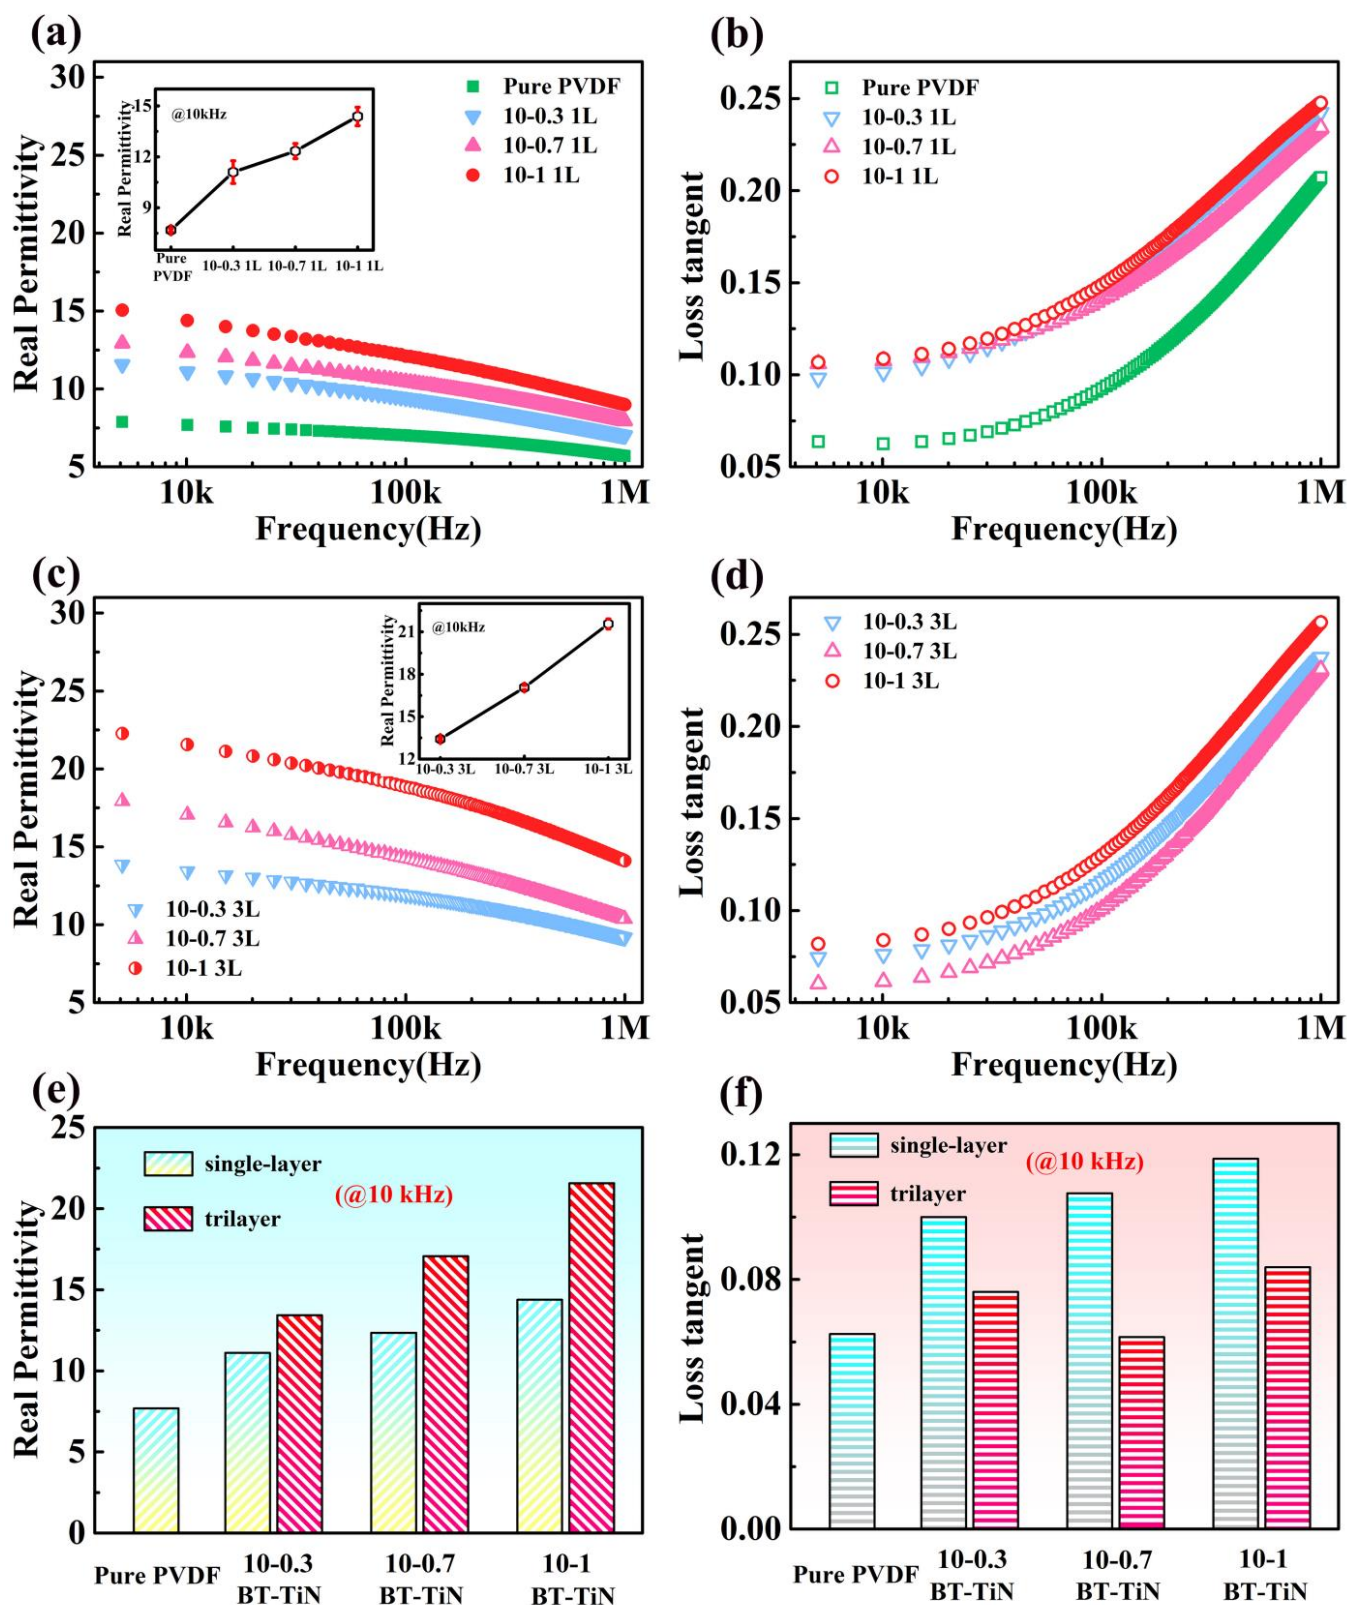 (a)
30
25
20
15
10
5
Real Permittivity
10k
100k
1M
Frequency(Hz)
Pure PVDF
10-0.3 1L
10-0.7 1L
10-1 1L
@10kHz
15
12
9
Real Permittivity
Pure
PVDF
10-0.3 1L
10-0.7 1L
10-1 1L
(b)
0.25
0.20
0.15
0.10
0.05
Loss tangent
10k
100k
1M
Frequency(Hz)
Pure PVDF
10-0.3 1L
10-0.7 1L
10-1 1L
(c)
30
25
20
15
10
5
Real Permittivity
10k
100k
1M
Frequency(Hz)
@10kHz
21
18
15
12
Real Permittivity
10-0.3 3L
10-0.7 3L
10-1 3L
10-0.3 3L
10-0.7 3L
10-1 3L
(d)
0.25
0.20
0.15
0.10
0.05
Loss tangent
10k
100k
1M
Frequency(Hz)
10-0.3 3L
10-0.7 3L
10-1 3L
(e)
25
20
15
10
5
0
Real Permittivity
single-layer
trilayer
(@10 kHz)
Pure PVDF
10-0.3
BT-TiN
10-0.7
BT-TiN
10-1
BT-TiN
(f)
0.12
0.08
0.04
0.00
Loss tangent
single-layer
trilayer
(@10 kHz)
Pure PVDF
10-0.3
BT-TiN
10-0.7
BT-TiN
10-1
BT-TiN